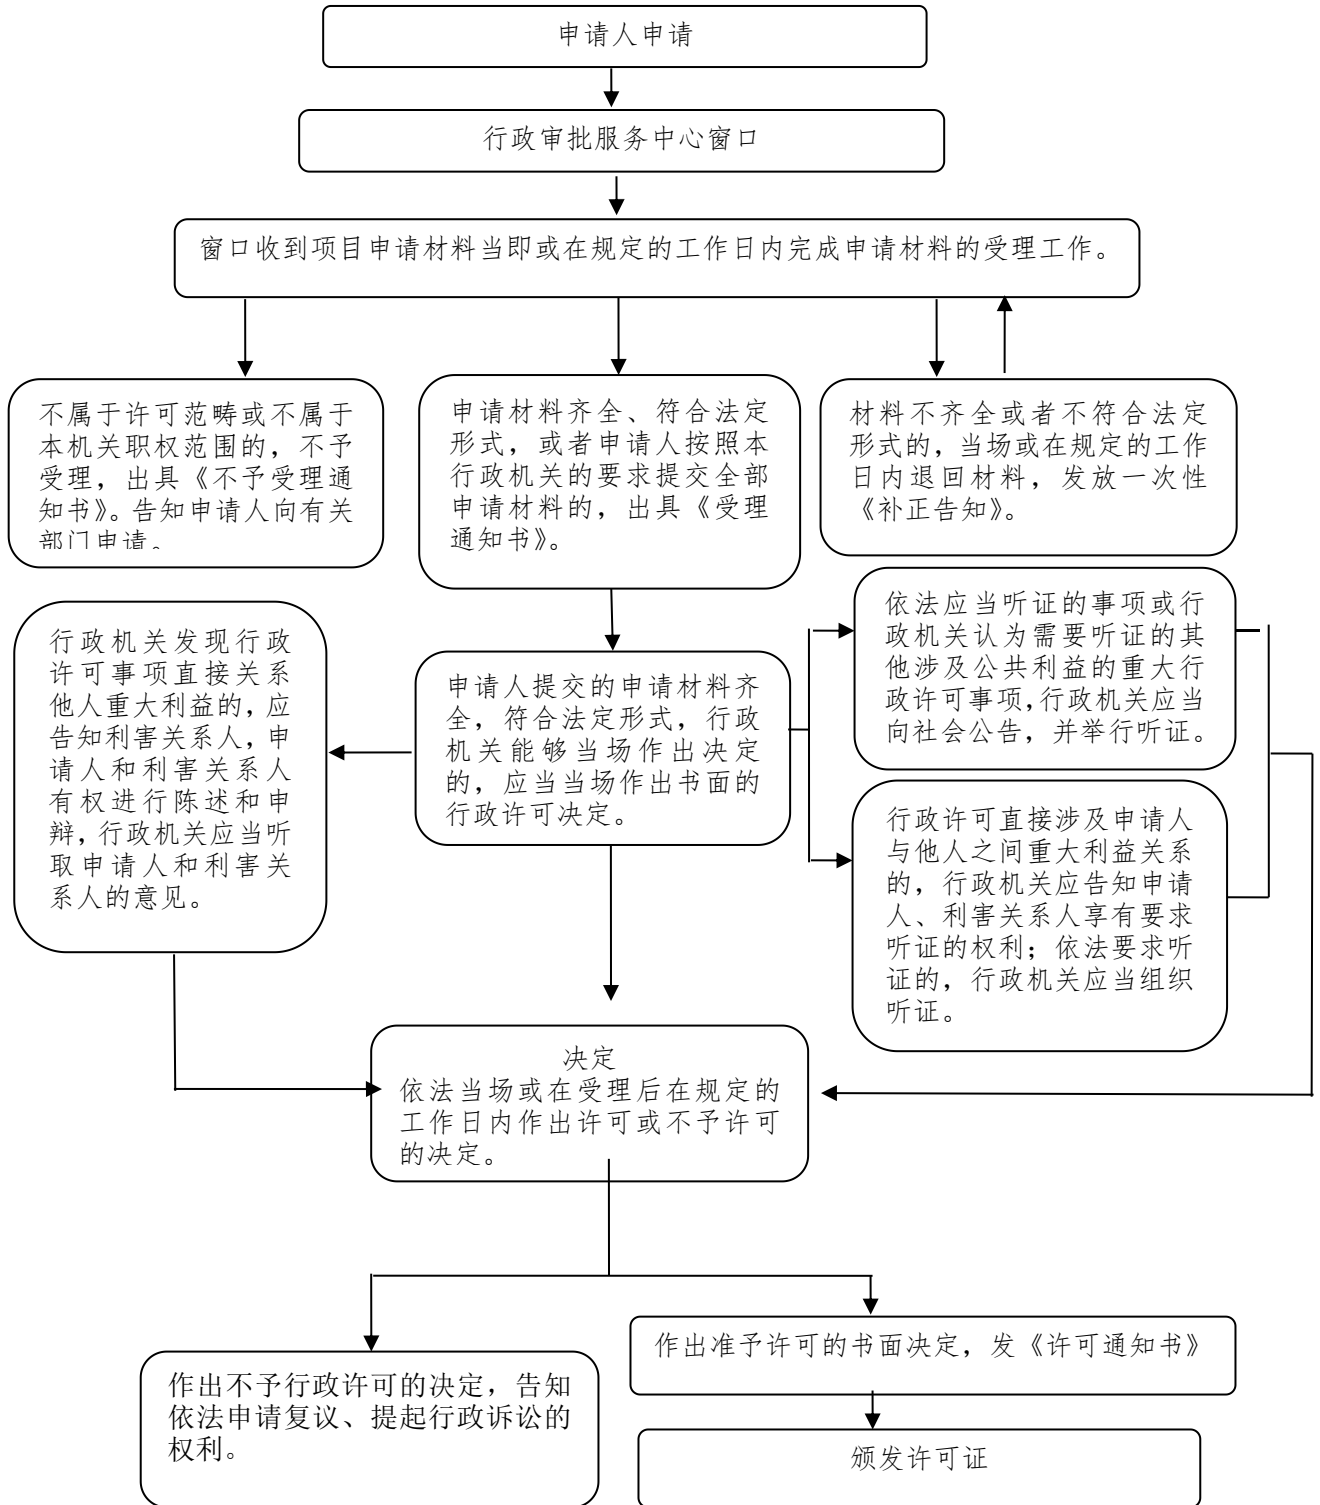 申请人申请
行政审批服务中心窗口
窗口收到项目申请材料当即或在规定的工作日内完成申请材料的受理工作。
不属于许可范畴或不属于
本机关职权范围的，不予
受理，出具《不予受理通
知书》。告知申请人向有关
部门申请。
申请材料齐全、符合法定
形式，或者申请人按照本
行政机关的要求提交全部
申请材料的，出具《受理
通知书》。
材料不齐全或者不符合法定
形式的，当场或在规定的工作
日内退回材料，发放一次性
《补正告知》。
行政机关发现行政
许可事项直接关系
他人重大利益的，应
告知利害关系人，申
请人和利害关系人
有权进行陈述和申
辩，行政机关应当听
取申请人和利害关
系人的意见。
申请人提交的申请材料齐
全，符合法定形式，行政
机关能够当场作出决定
的，应当当场作出书面的
行政许可决定。
依法应当听证的事项或行
政机关认为需要听证的其
他涉及公共利益的重大行
政许可事项，行政机关应当
向社会公告，并举行听证。
行政许可直接涉及申请人
与他人之间重大利益关系
的，行政机关应告知申请
人、利害关系人享有要求
听证的权利；依法要求听
证的，行政机关应当组织
听证。
决定
依法当场或在受理后在规定的
工作日内作出许可或不予许可
的决定。
作出不予行政许可的决定，告知
依法申请复议、提起行政诉讼的
权利。
作出准予许可的书面决定，发《许可通知书》
颁发许可证